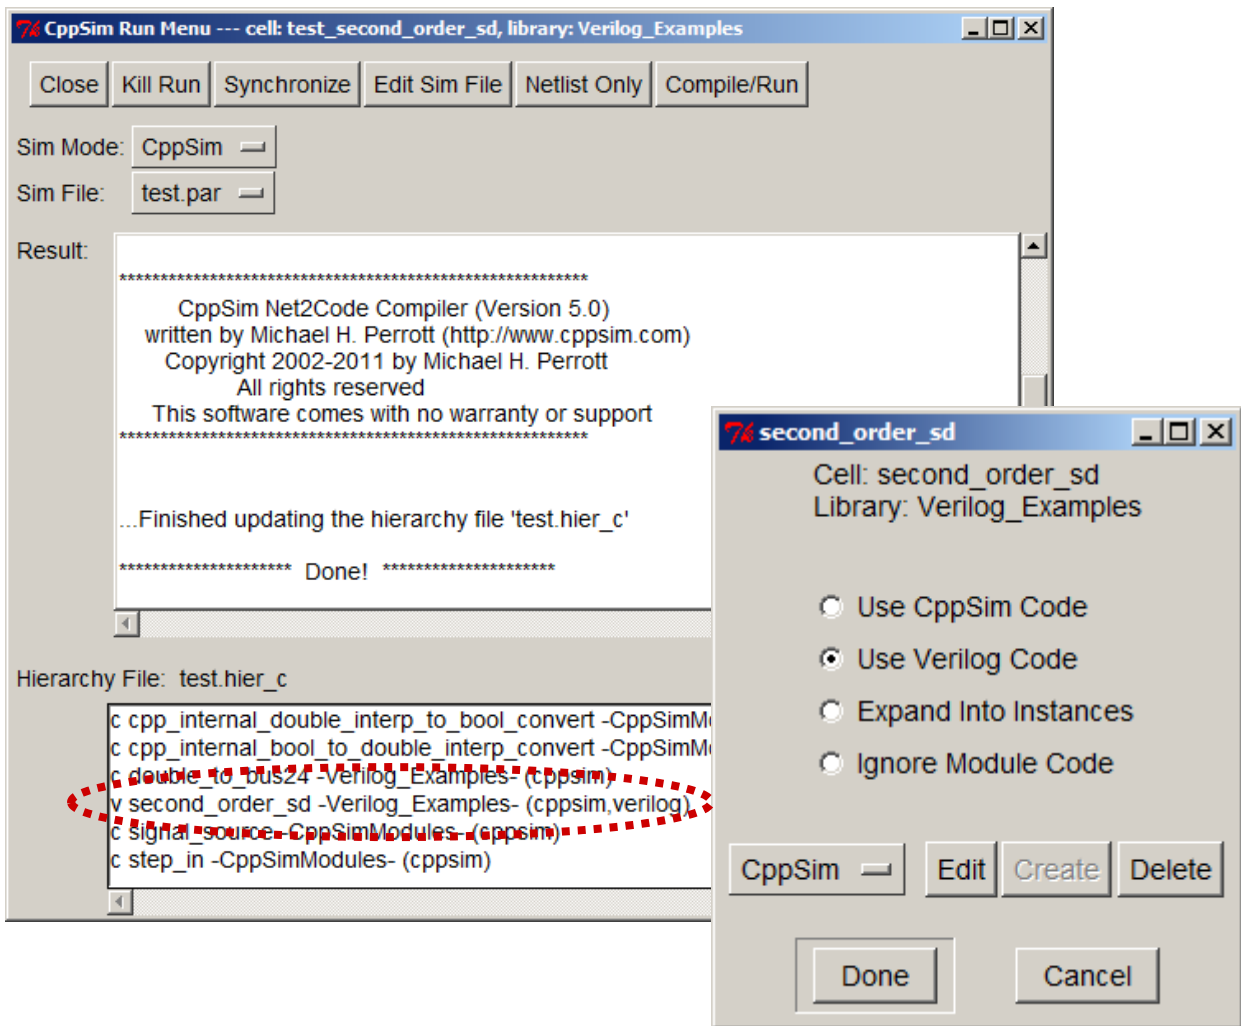 CppSim Run Menu --- cell: test_second_order_sd, library: Verilog_Examples
Close Kill Run Synchronize Edit Sim File Netlist Only Compile/Run
Sim Mode: CppSim
Sim File: test.par
Result:
*********************************************************
CppSim Net2Code Compiler (Version 5.0)
written by Michael H. Perrott (http://www.cppsim.com)
Copyright 2002-2011 by Michael H. Perrott
All rights reserved
This software comes with no warranty or support
*********************************************************
...Finished updating the hierarchy file 'test.hier_c'
********************* Done! *********************
Hierarchy File: test.hier_c
c cpp_internal_double_interp_to_bool_convert -CppSimMo
c cpp_internal_bool_to_double_interp_convert -CppSimMo
c double_to_bus24 -Verilog_Examples- (cppsim)
v second_order_sd -Verilog_Examples- (cppsim,verilog)
c signal_source -CppSimModules- (cppsim)
c step_in -CppSimModules- (cppsim)
second_order_sd
Cell: second_order_sd
Library: Verilog_Examples
Use CppSim Code
Use Verilog Code
Expand Into Instances
Ignore Module Code
CppSim Edit Create Delete
Done Cancel